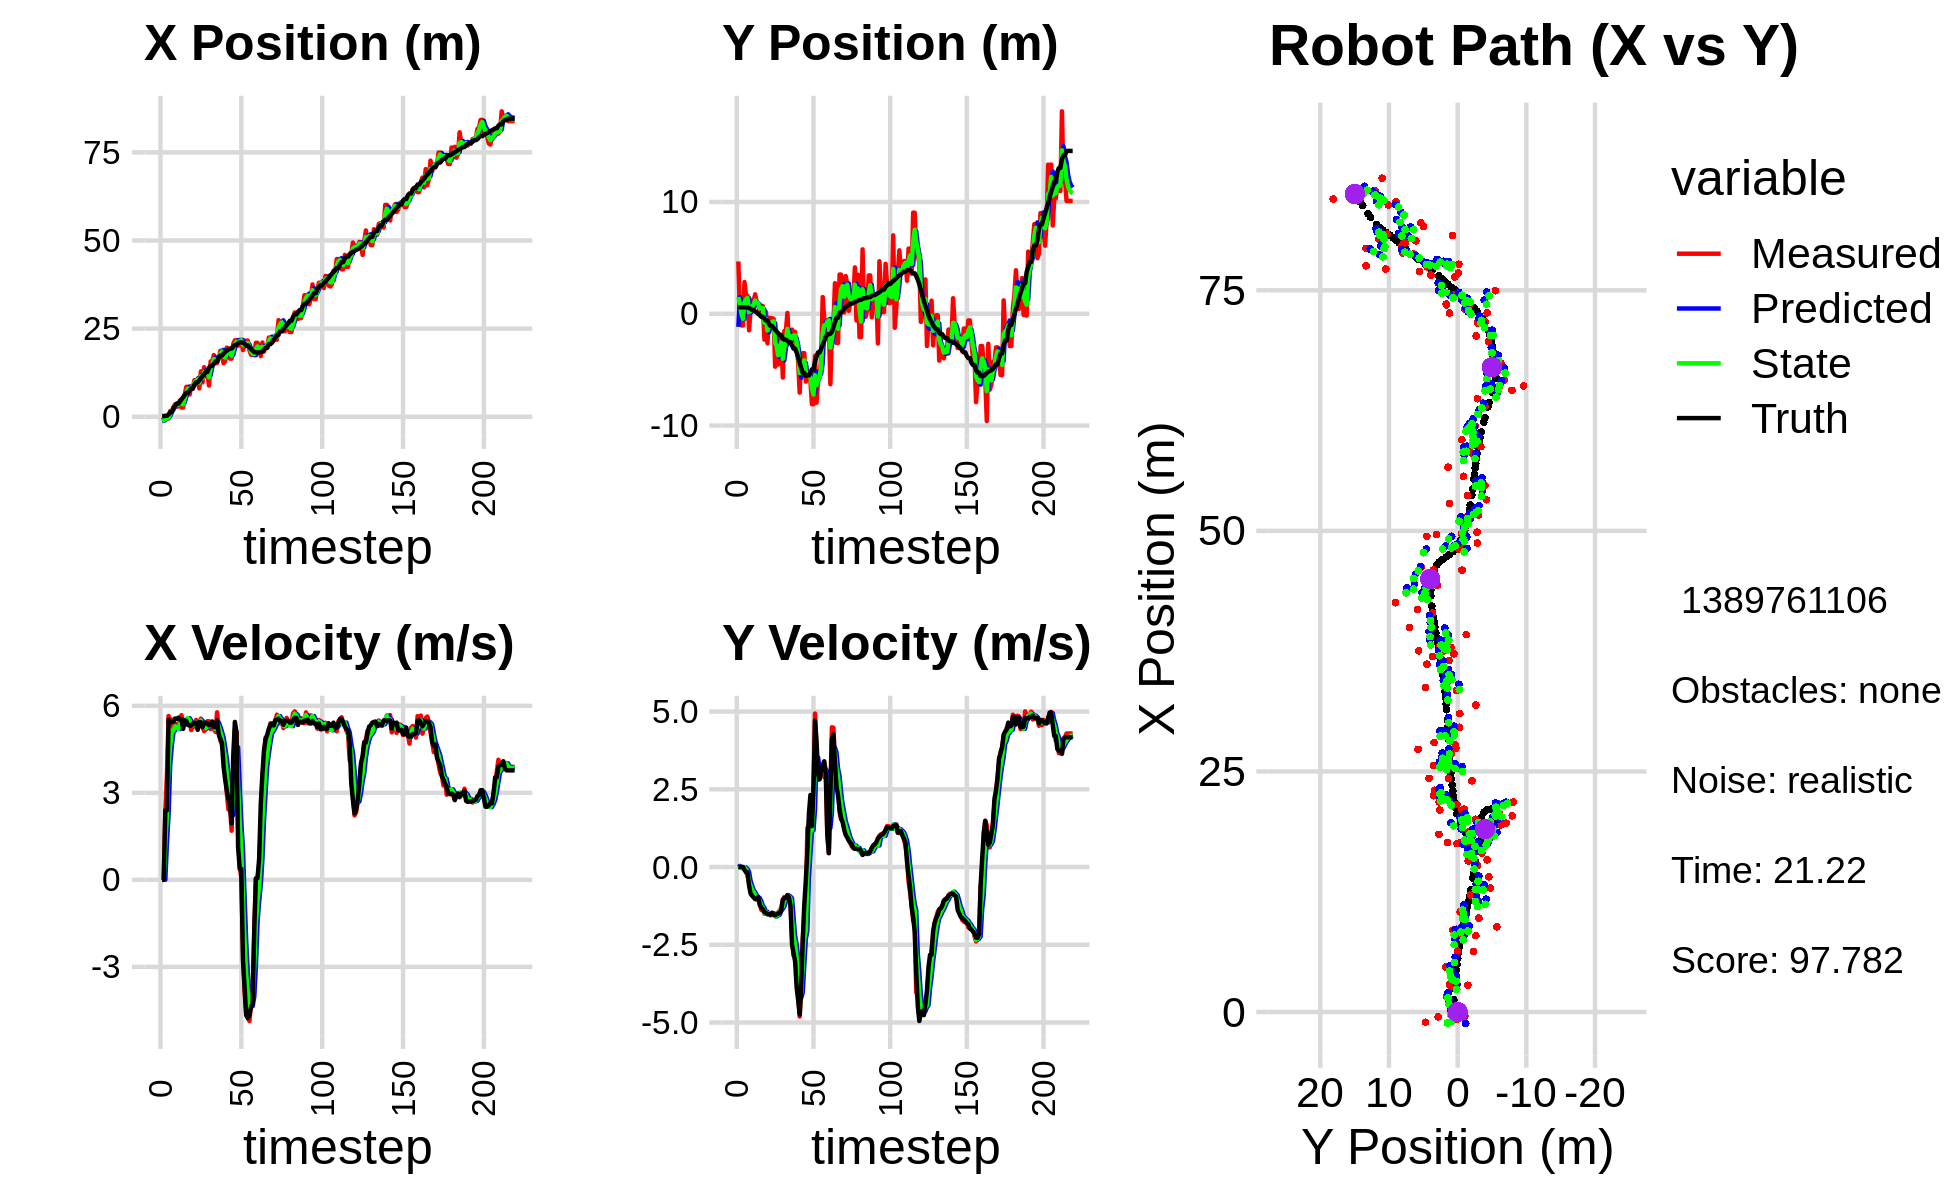 X Position (m)
75
50
25
0
0 50 100 150 200
timestep
Y Position (m)
10
0
-10
0 50 100 150 200
timestep
X Velocity (m/s)
6
3
0
-3
0 50 100 150 200
timestep
Y Velocity (m/s)
5.0
2.5
0.0
-2.5
-5.0
0 50 100 150 200
timestep
Robot Path (X vs Y)
X Position (m)
75
50
25
0
20 10 0 -10 -20
Y Position (m)
variable
Measured
Predicted
State
Truth
1389761106
Obstacles: none
Noise: realistic
Time: 21.22
Score: 97.782